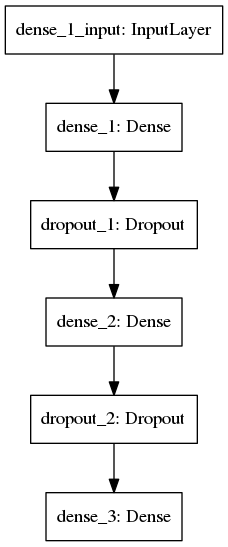 dense_1_input: InputLayer
dense_1: Dense
dropout_1: Dropout
dense_2: Dense
dropout_2: Dropout
dense_3: Dense